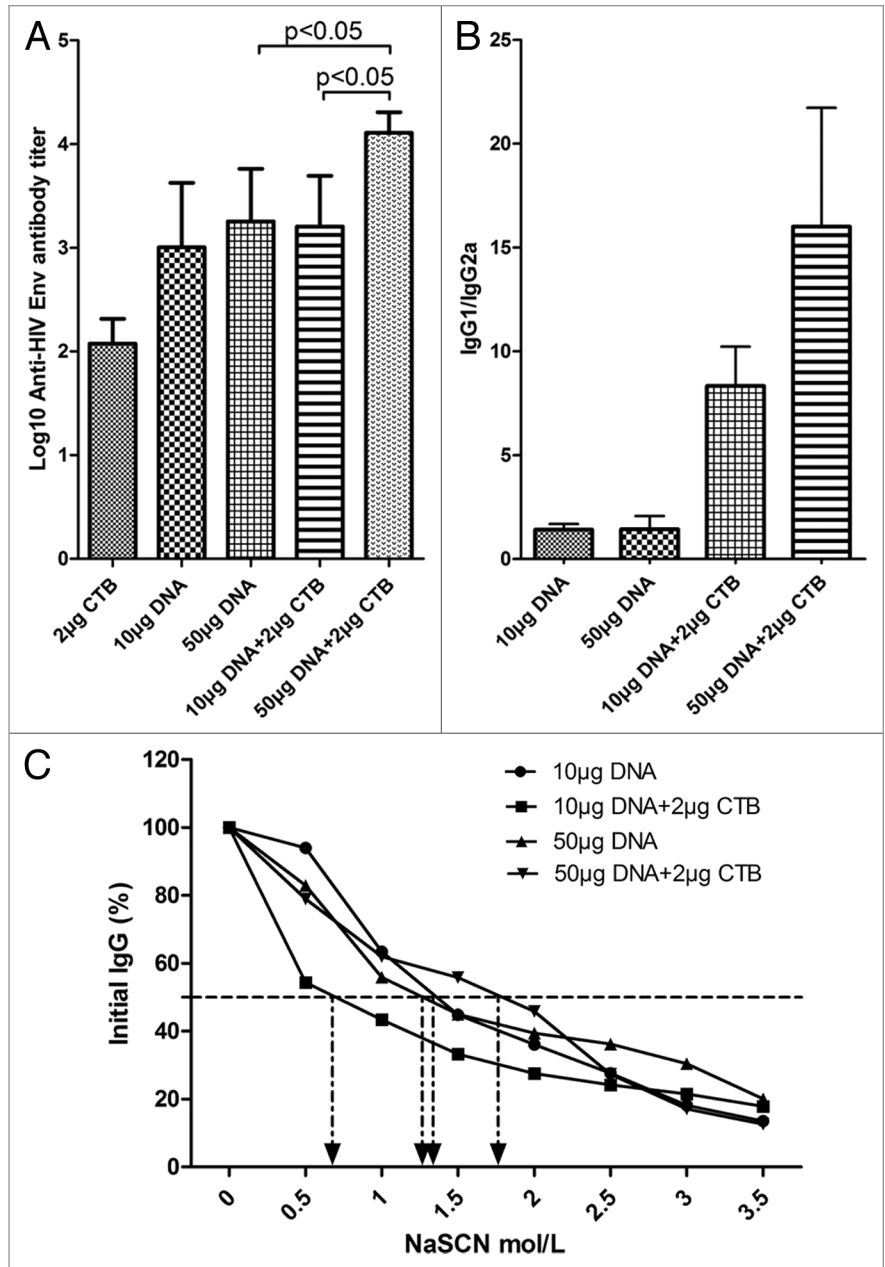 A
Log10 Anti-HIV Env antibody titer
5
4
3
2
1
0
p<0.05
p<0.05
2µg CTB
10µg DNA
50µg DNA
10µg DNA+2µg CTB
50µg DNA+2µg CTB
B
IgG1/IgG2a
25
20
15
10
5
0
10µg DNA
50µg DNA
10µg DNA+2µg CTB
50µg DNA+2µg CTB
C
Initial IgG (%)
120
100
80
60
40
20
0
10µg DNA
10µg DNA+2µg CTB
50µg DNA
50µg DNA+2µg CTB
0 0.5 1 1.5 2 2.5 3 3.5
NaSCN mol/L